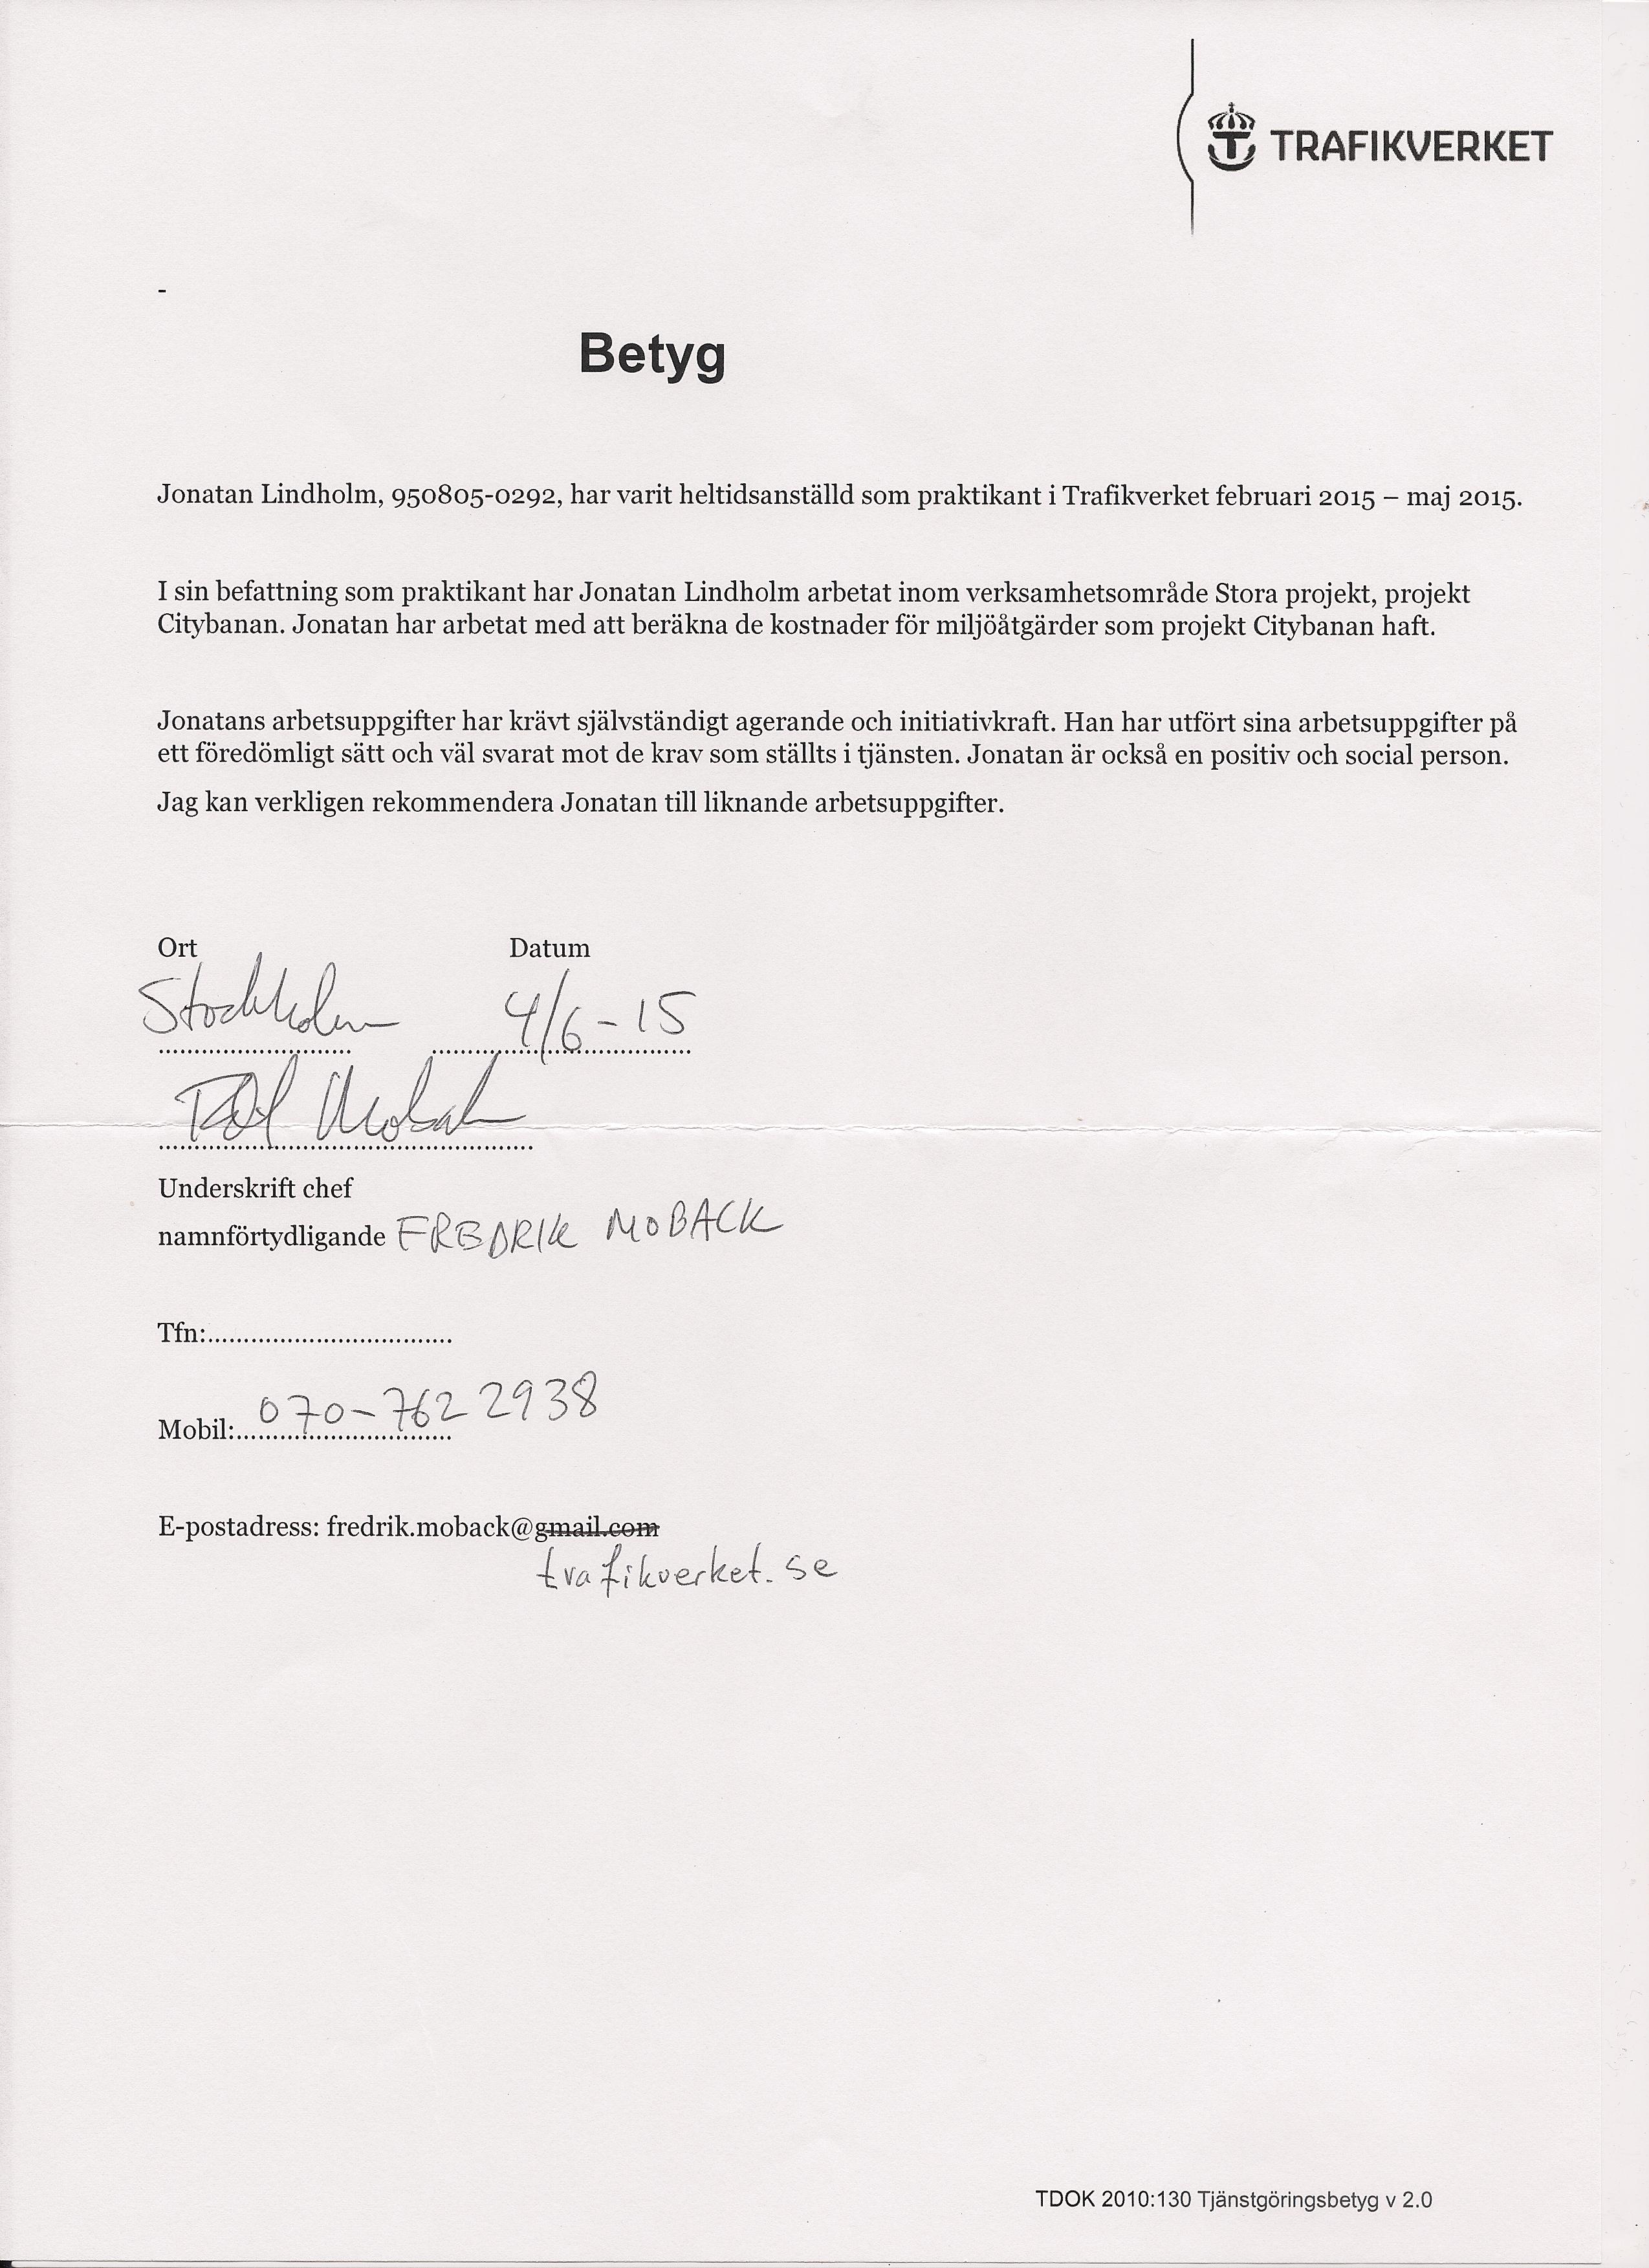 TRAFIKVERKET
-
Betyg
Jonatan Lindholm, 950805-0292, har varit heltidsanställd som praktikant i Trafikverket februari 2015 – maj 2015.
I sin befattning som praktikant har Jonatan Lindholm arbetat inom verksamhetsområde Stora projekt, projekt
Citybanan. Jonatan har arbetat med att beräkna de kostnader för miljöåtgärder som projekt Citybanan haft.
Jonatans arbetsuppgifter har krävt självständigt agerande och initiativkraft. Han har utfört sina arbetsuppgifter på
ett föredömligt sätt och väl svarat mot de krav som ställts i tjänsten. Jonatan är också en positiv och social person.
Jag kan verkligen rekommendera Jonatan till liknande arbetsuppgifter.
Ort Datum
Stockholm 4/6-15
Moback
Underskrift chef
namnförtydligande FREDRIK MOBACK
Tfn:..................................
Mobil: 070-762 2938
E-postadress: fredrik.moback@gmail.com
trafikverket.se
TDOK 2010:130 Tjänstgöringsbetyg v 2.0